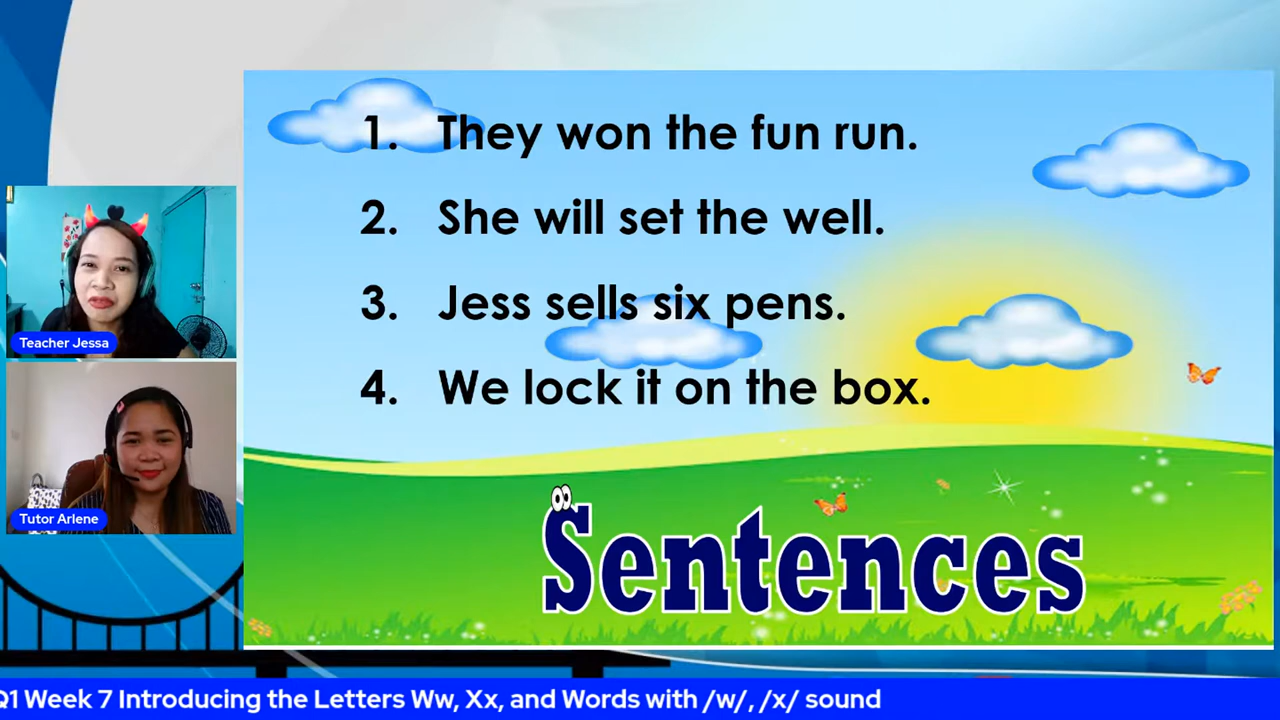 1. They won the fun run.
2. She will set the well.
3. Jess sells six pens.
4. We lock it on the box.
Sentences
Teacher Jessa
Tutor Arlene
Q1 Week 7 Introducing the Letters Ww, Xx, and Words with /w/, /x/ sound